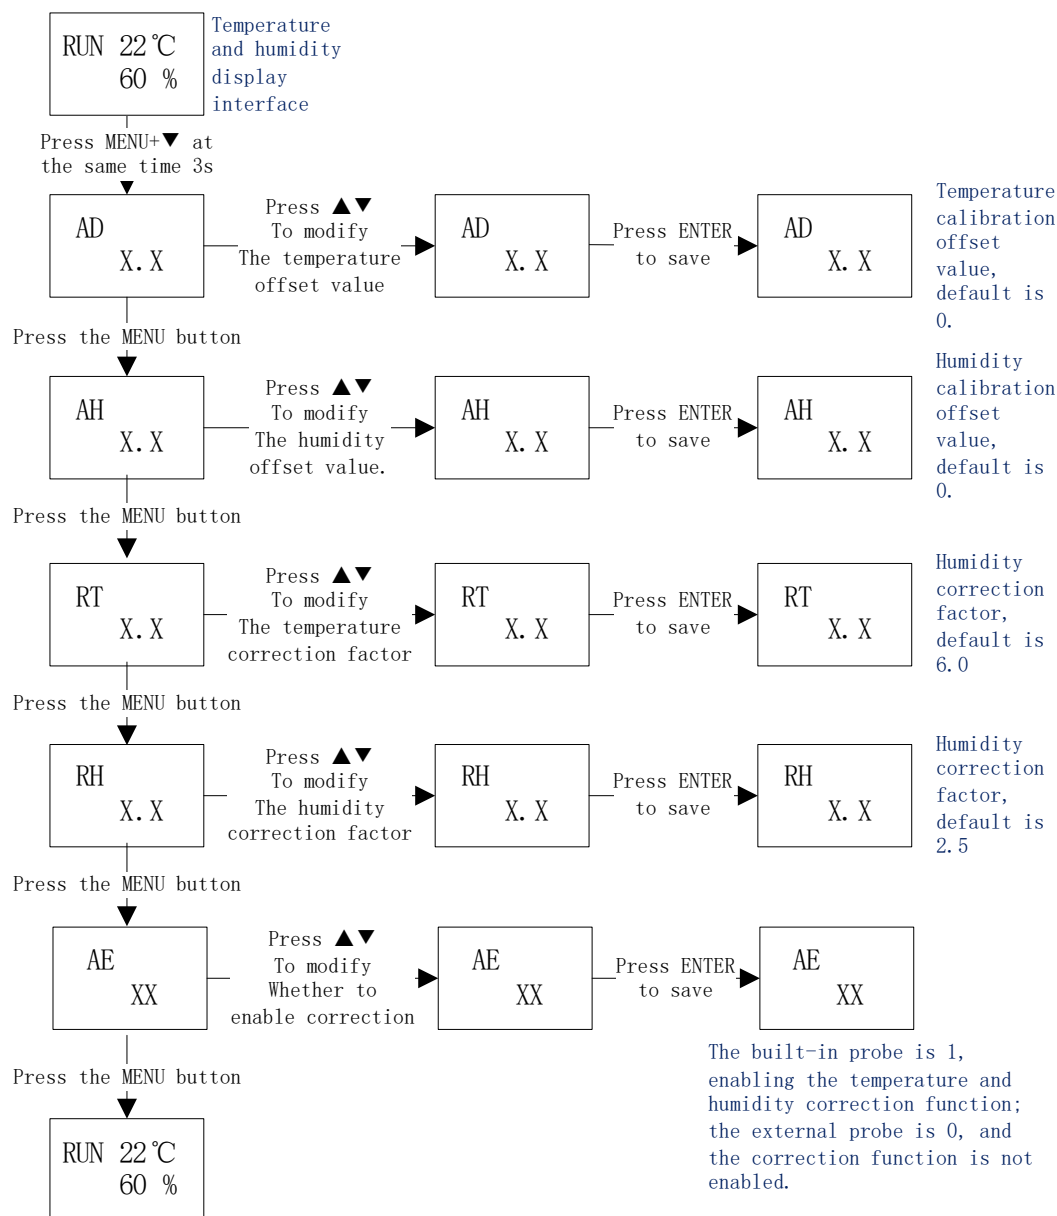 RUN 22℃
60 %
Temperature
and humidity
display
interface
Press MENU+▼ at
the same time 3s
AD
X.X
Press ▲▼
To modify
The temperature
offset value
AD
X.X
Press ENTER
to save
AD
X.X
Temperature
calibration
offset
value,
default is
0.
Press the MENU button
AH
X.X
Press ▲▼
To modify
The humidity
offset value.
AH
X.X
Press ENTER
to save
AH
X.X
Humidity
calibration
offset
value,
default is
0.
Press the MENU button
RT
X.X
Press ▲▼
To modify
The temperature
correction factor
RT
X.X
Press ENTER
to save
RT
X.X
Humidity
correction
factor,
default is
6.0
Press the MENU button
RH
X.X
Press ▲▼
To modify
The humidity
correction factor
RH
X.X
Press ENTER
to save
RH
X.X
Humidity
correction
factor,
default is
2.5
Press the MENU button
AE
XX
Press ▲▼
To modify
Whether to
enable correction
AE
XX
Press ENTER
to save
AE
XX
The built-in probe is 1,
enabling the temperature and
humidity correction function;
the external probe is 0, and
the correction function is not
enabled.
Press the MENU button
RUN 22℃
60 %